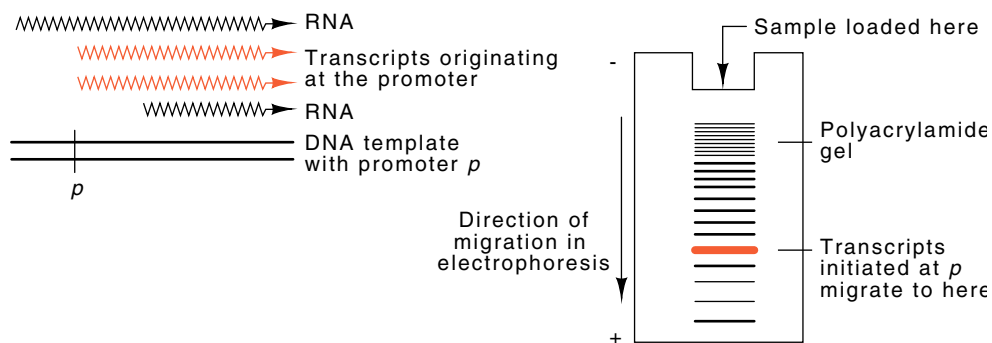 RNA
Transcripts originating
at the promoter
RNA
DNA template
with promoter p
p
Sample loaded here
-
Polyacrylamide
gel
Direction of
migration in
electrophoresis
Transcripts
initiated at p
migrate to here
+